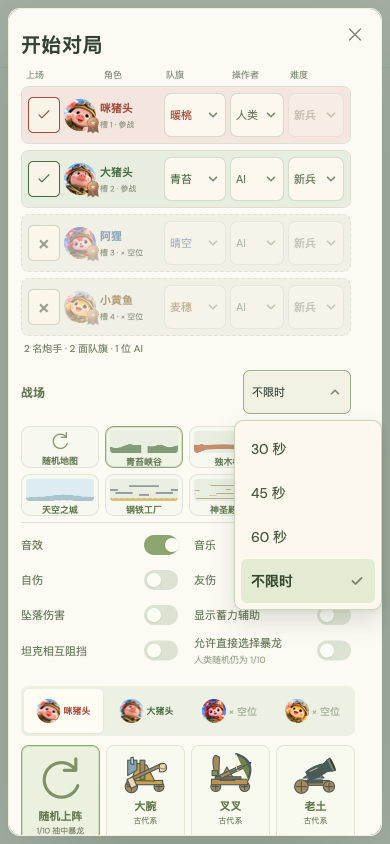 开始对局
上场 角色 队旗 操作者 难度
咪猪头 暖桃 人类 新兵
槽 1 · 参战
大猪头 青苔 AI 新兵
槽 2 · 参战
阿狸 晴空 AI 新兵
槽 3 · × 空位
小黄鱼 麦穗 AI 新兵
槽 4 · × 空位
2 名炮手 · 2 面队旗 · 1 位 AI
战场 不限时
30 秒
45 秒
60 秒
不限时
随机地图 青苔峡谷 独木
天空之城 钢铁工厂 神圣
音效 音乐
自伤 友伤
坠落伤害 显示蓄力辅助
坦克相互阻挡 允许直接选择暴龙
人类随机仍为 1/10
咪猪头 大猪头 × 空位 × 空位
随机上阵 大腕 叉叉 老土
1/10 抽中暴龙 古代系 古代系 古代系